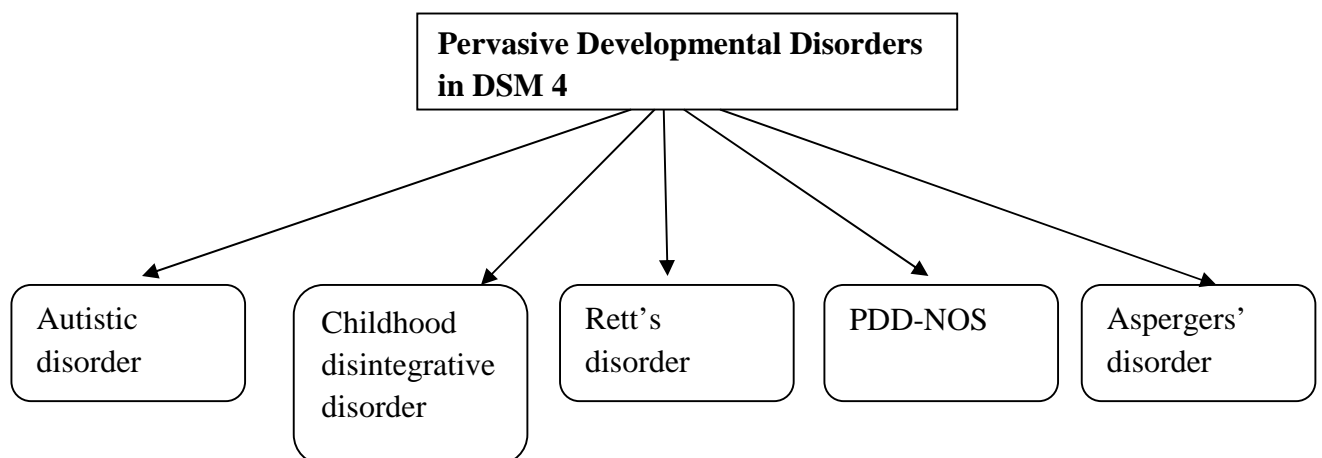 Pervasive Developmental Disorders
in DSM 4
Autistic
disorder
Childhood
disintegrative
disorder
Rett’s
disorder
PDD-NOS
Aspergers’
disorder